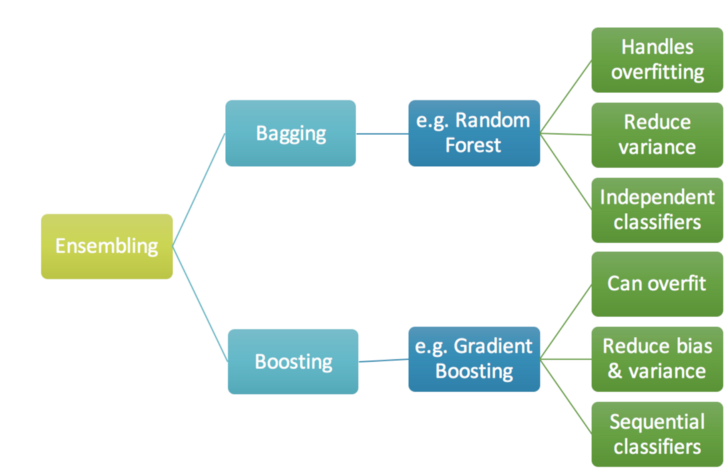 Ensembling
Bagging
e.g. Random
Forest
Handles
overfitting
Reduce
variance
Independent
classifiers
Boosting
e.g. Gradient
Boosting
Can overfit
Reduce bias
& variance
Sequential
classifiers